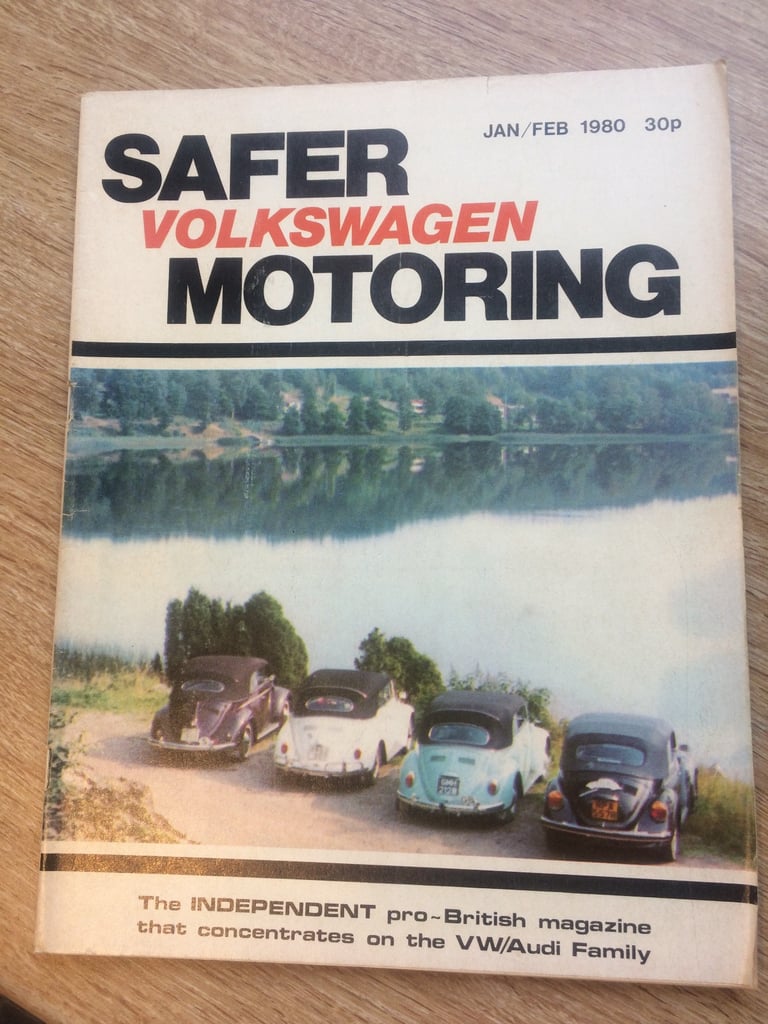 JAN/FEB 1980 30p
SAFER
VOLKSWAGEN
MOTORING
The INDEPENDENT pro-British magazine
that concentrates on the VW/Audi Family